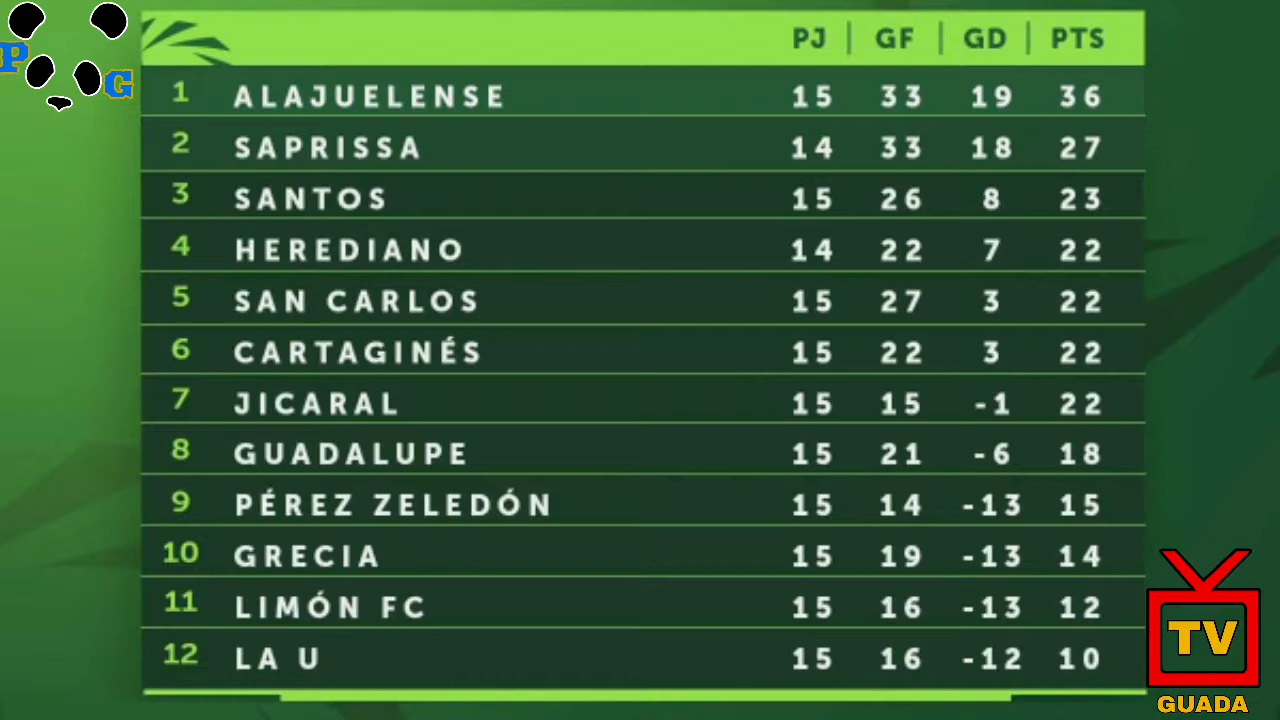 P G
PJ | GF | GD | PTS
1 ALAJUELENSE 15 33 19 36
2 SAPRISSA 14 33 18 27
3 SANTOS 15 26 8 23
4 HEREDIANO 14 22 7 22
5 SAN CARLOS 15 27 3 22
6 CARTAGINÉS 15 22 3 22
7 JICARAL 15 15 -1 22
8 GUADALUPE 15 21 -6 18
9 PÉREZ ZELEDÓN 15 14 -13 15
10 GRECIA 15 19 -13 14
11 LIMÓN FC 15 16 -13 12
12 LA U 15 16 -12 10
TV
GUADA